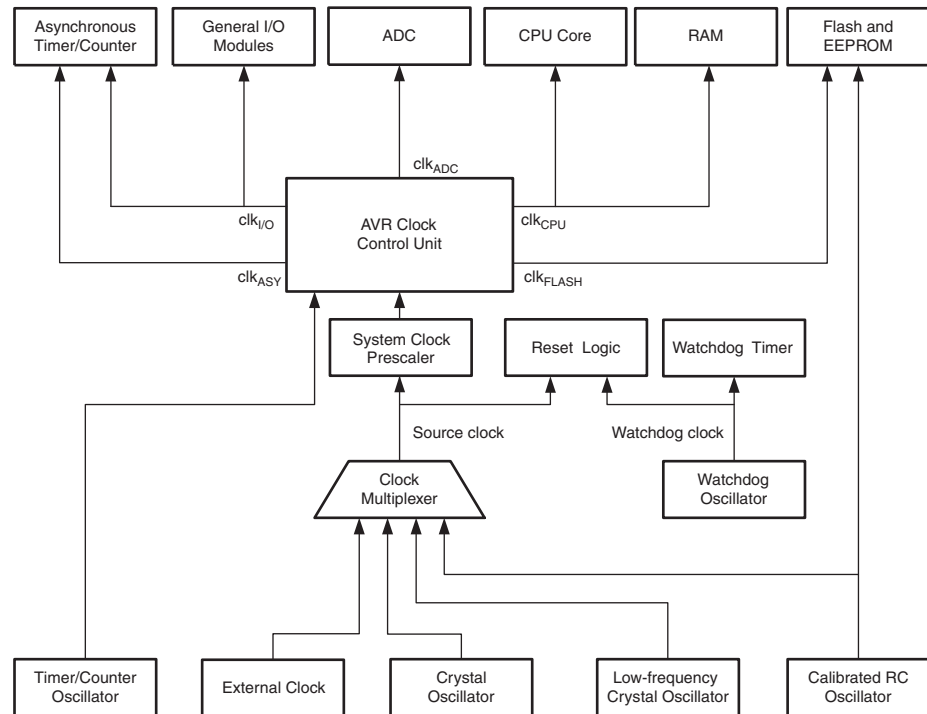 Asynchronous
Timer/Counter
General I/O
Modules
ADC
CPU Core
RAM
Flash and
EEPROM
clkADC
clkI/O
AVR Clock
Control Unit
clkCPU
clkASY
clkFLASH
System Clock
Prescaler
Reset Logic
Watchdog Timer
Source clock
Watchdog clock
Clock
Multiplexer
Watchdog
Oscillator
Timer/Counter
Oscillator
External Clock
Crystal
Oscillator
Low-frequency
Crystal Oscillator
Calibrated RC
Oscillator